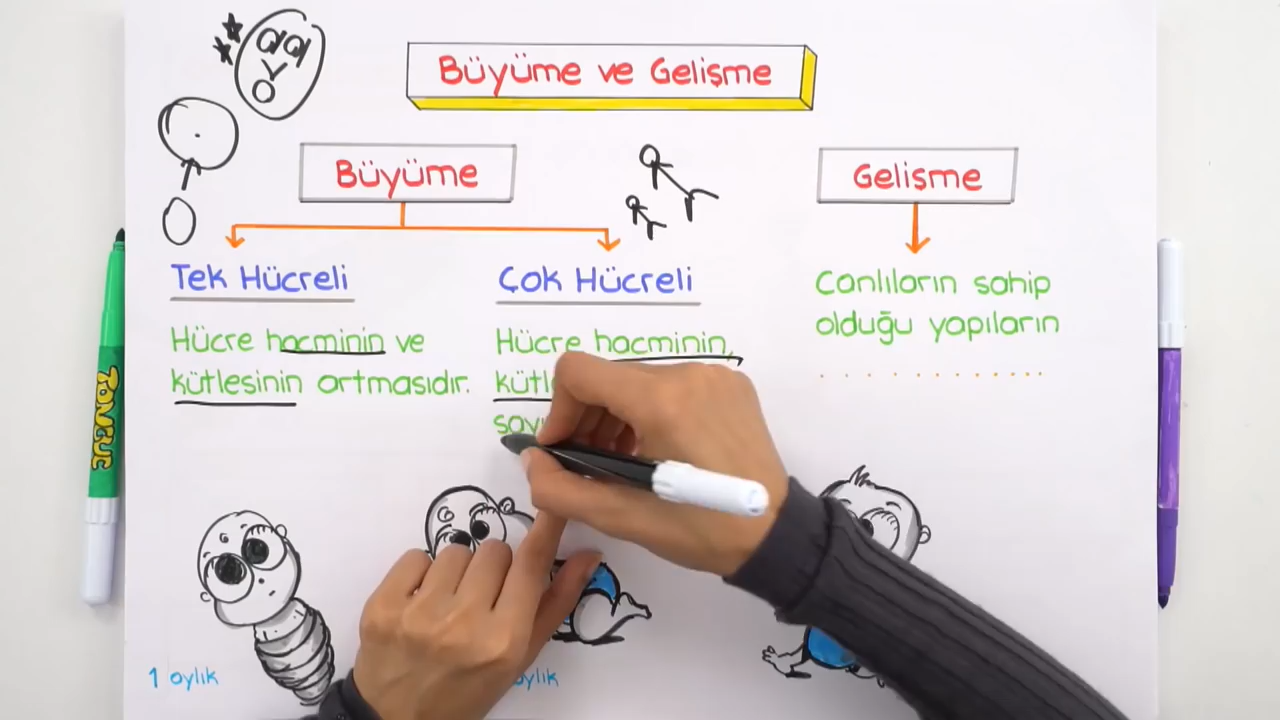 Büyüme ve Gelişme
Büyüme
Gelişme
Tek Hücreli
Çok Hücreli
Hücre hacminin ve
kütlesinin artmasıdır.
Hücre hacminin,
Canlıların sahip
olduğu yapıların
. . . . . . . . . . . . . . . . .
TONGUÇ
1 aylık
aylık